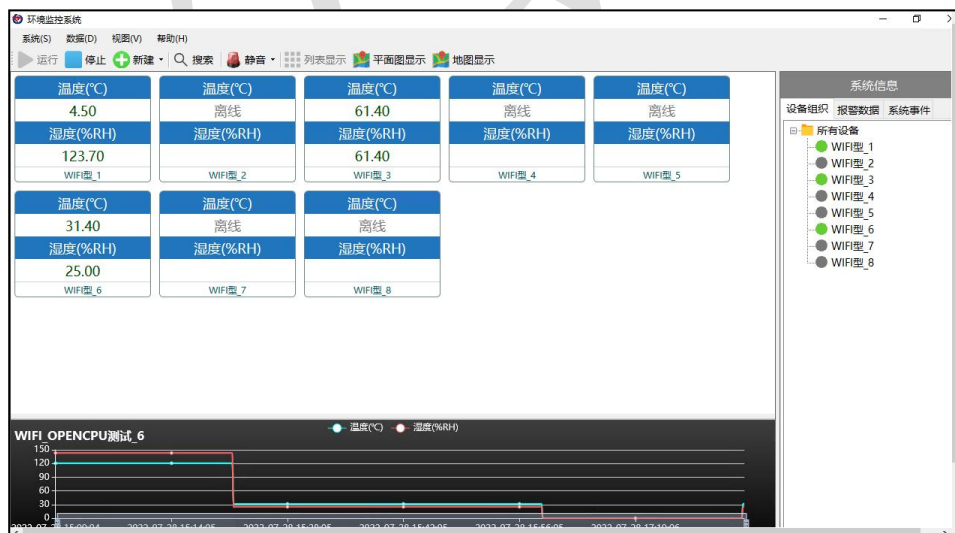 环境监控系统
系统(S) 数据(D) 视图(V) 帮助(H)
运行 停止 新建 搜索 静音 列表显示 平面图显示 地图显示
温度(℃) 温度(℃) 温度(℃) 温度(℃) 温度(℃)
4.50 离线 61.40 离线 离线
湿度(%RH) 湿度(%RH) 湿度(%RH) 湿度(%RH) 湿度(%RH)
123.70 61.40
WIFI型_1 WIFI型_2 WIFI型_3 WIFI型_4 WIFI型_5
温度(℃) 温度(℃) 温度(℃)
31.40 离线 离线
湿度(%RH) 湿度(%RH) 湿度(%RH)
25.00
WIFI型_6 WIFI型_7 WIFI型_8
系统信息
设备组织 报警数据 系统事件
所有设备
WIFI型_1
WIFI型_2
WIFI型_3
WIFI型_4
WIFI型_5
WIFI型_6
WIFI型_7
WIFI型_8
WIFI_OPENCPU测试_6
温度(℃) 湿度(%RH)
150
120
90
60
30
0